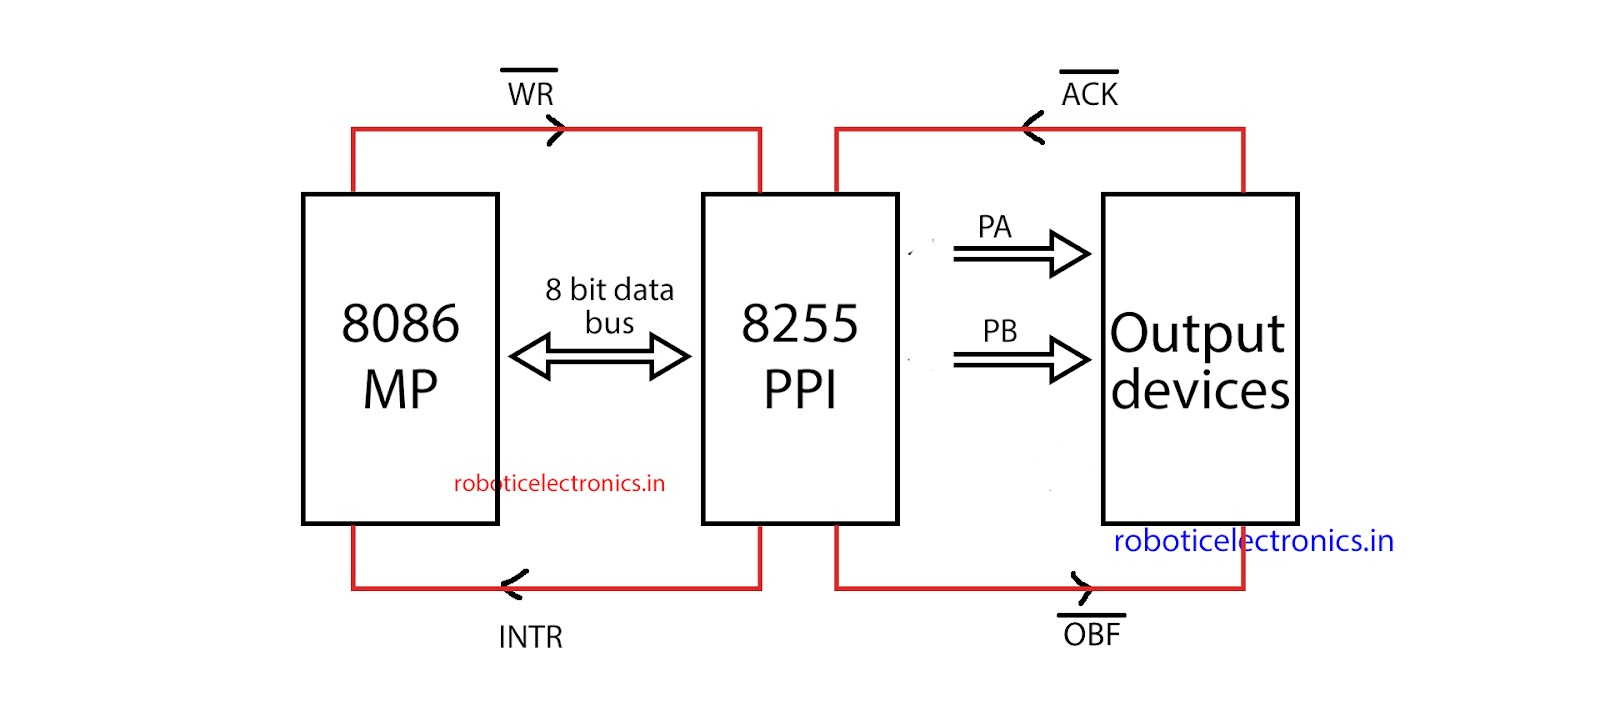 WR
ACK
PA
8 bit data
bus
PB
8086
MP
8255
PPI
Output
devices
roboticelectronics.in
roboticelectronics.in
INTR
OBF